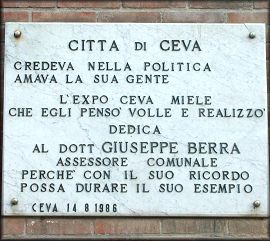 CITTA DI CEVA
CREDEVA NELLA POLITICA
AMAVA LA SUA GENTE
L'EXPO CEVA MIELE
CHE EGLI PENSO' VOLLE E REALIZZO'
DEDICA
AL DOTT GIUSEPPE BERRA
ASSESSORE COMUNALE
PERCHE' CON IL SUO RICORDO
POSSA DURARE IL SUO ESEMPIO
CEVA 14 8 1986